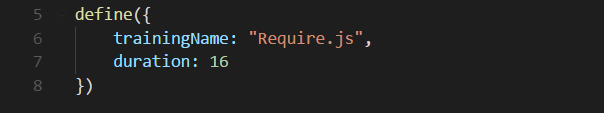 5 define({
6     trainingName: "Require.js",
7     duration: 16
8 })